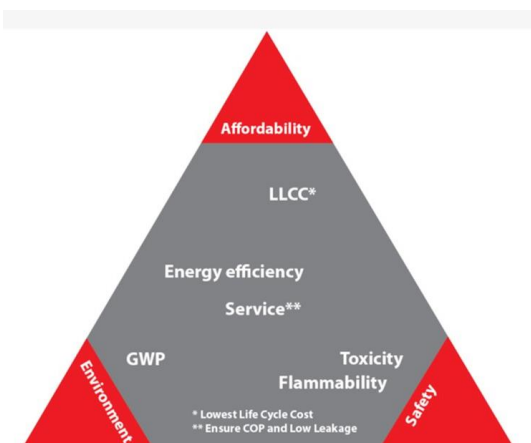 Affordability
LLCC*
Energy efficiency
Service**
GWP
Toxicity
Flammability
Environment
Safety
* Lowest Life Cycle Cost
** Ensure COP and Low Leakage